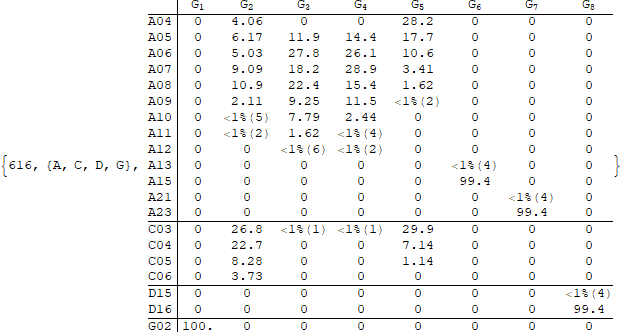 G1 G2 G3 G4 G5 G6 G7 G8
A04 0 4.06 0 0 28.2 0 0 0
A05 0 6.17 11.9 14.4 17.7 0 0 0
A06 0 5.03 27.8 26.1 10.6 0 0 0
A07 0 9.09 18.2 28.9 3.41 0 0 0
A08 0 10.9 22.4 15.4 1.62 0 0 0
A09 0 2.11 9.25 11.5 <1%(2) 0 0 0
A10 0 <1%(5) 7.79 2.44 0 0 0 0
A11 0 <1%(2) 1.62 <1%(4) 0 0 0 0
A12 0 0 <1%(6) <1%(2) 0 0 0 0
{616, {A, C, D, G}, A13 0 0 0 0 0 <1%(4) 0 0 }
A15 0 0 0 0 0 99.4 0 0
A21 0 0 0 0 0 0 <1%(4) 0
A23 0 0 0 0 0 0 99.4 0
C03 0 26.8 <1%(1) <1%(1) 29.9 0 0 0
C04 0 22.7 0 0 7.14 0 0 0
C05 0 8.28 0 0 1.14 0 0 0
C06 0 3.73 0 0 0 0 0 0
D15 0 0 0 0 0 0 0 <1%(4)
D16 0 0 0 0 0 0 0 99.4
G02 100. 0 0 0 0 0 0 0